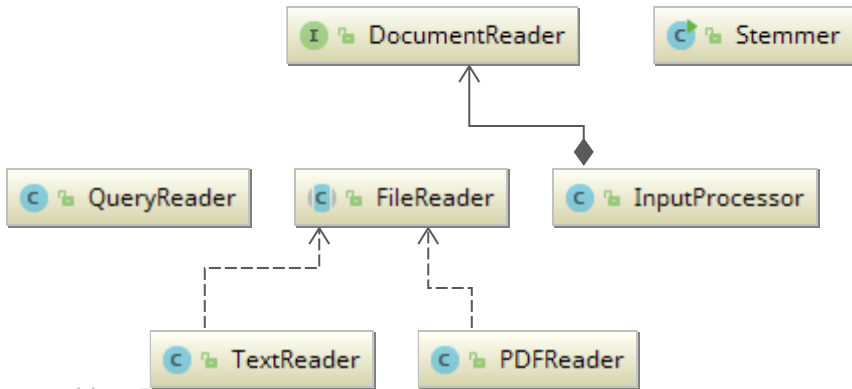 I DocumentReader
C Stemmer
C QueryReader
C FileReader
C InputProcessor
C TextReader
C PDFReader